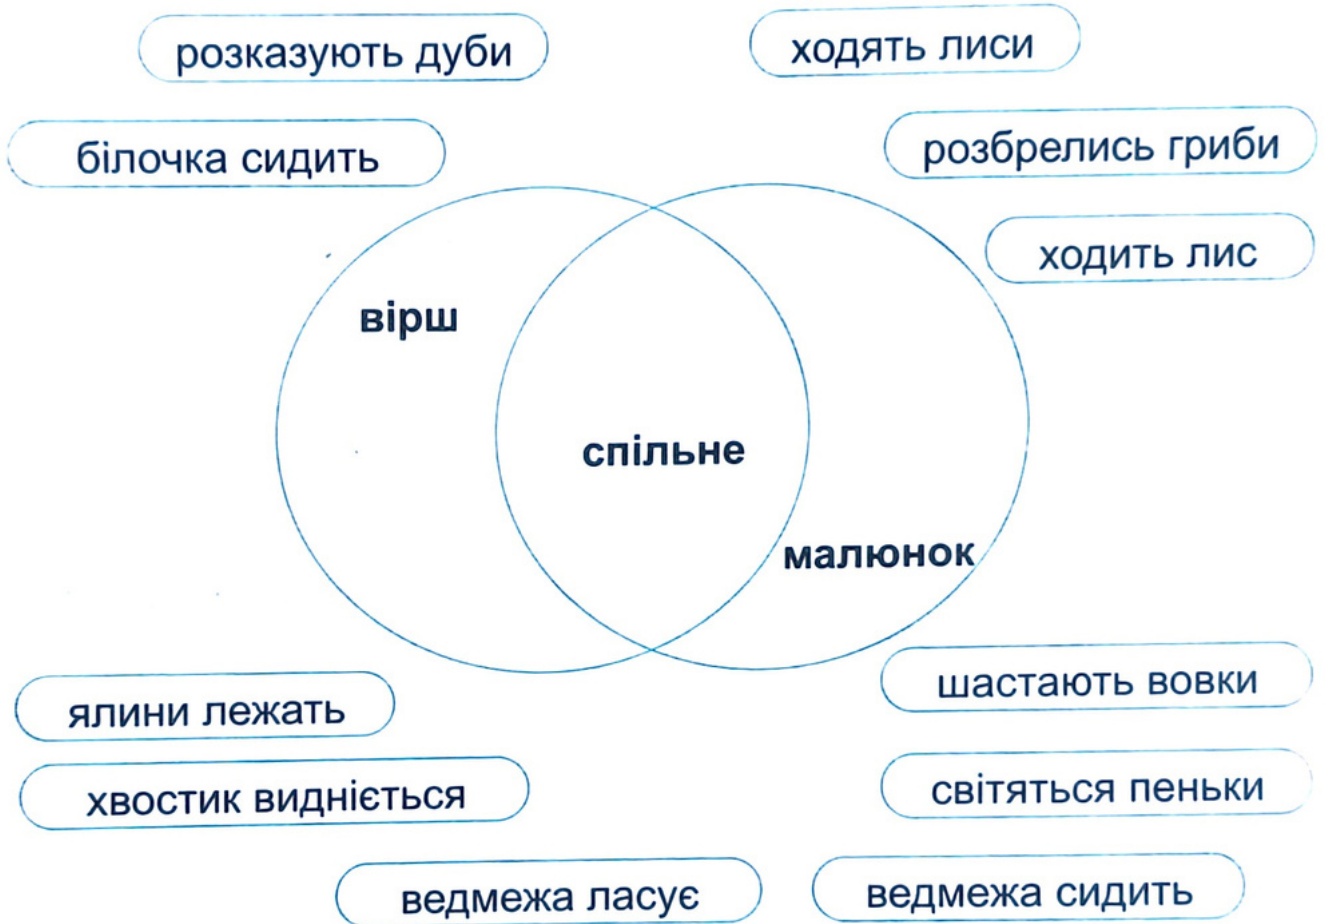 розказують дуби
ходять лиси
білочка сидить
розбрелись гриби
ходить лис
вірш
спільне
малюнок
ялини лежать
шастають вовки
хвостик видніється
світяться пеньки
ведмежа ласує
ведмежа сидить